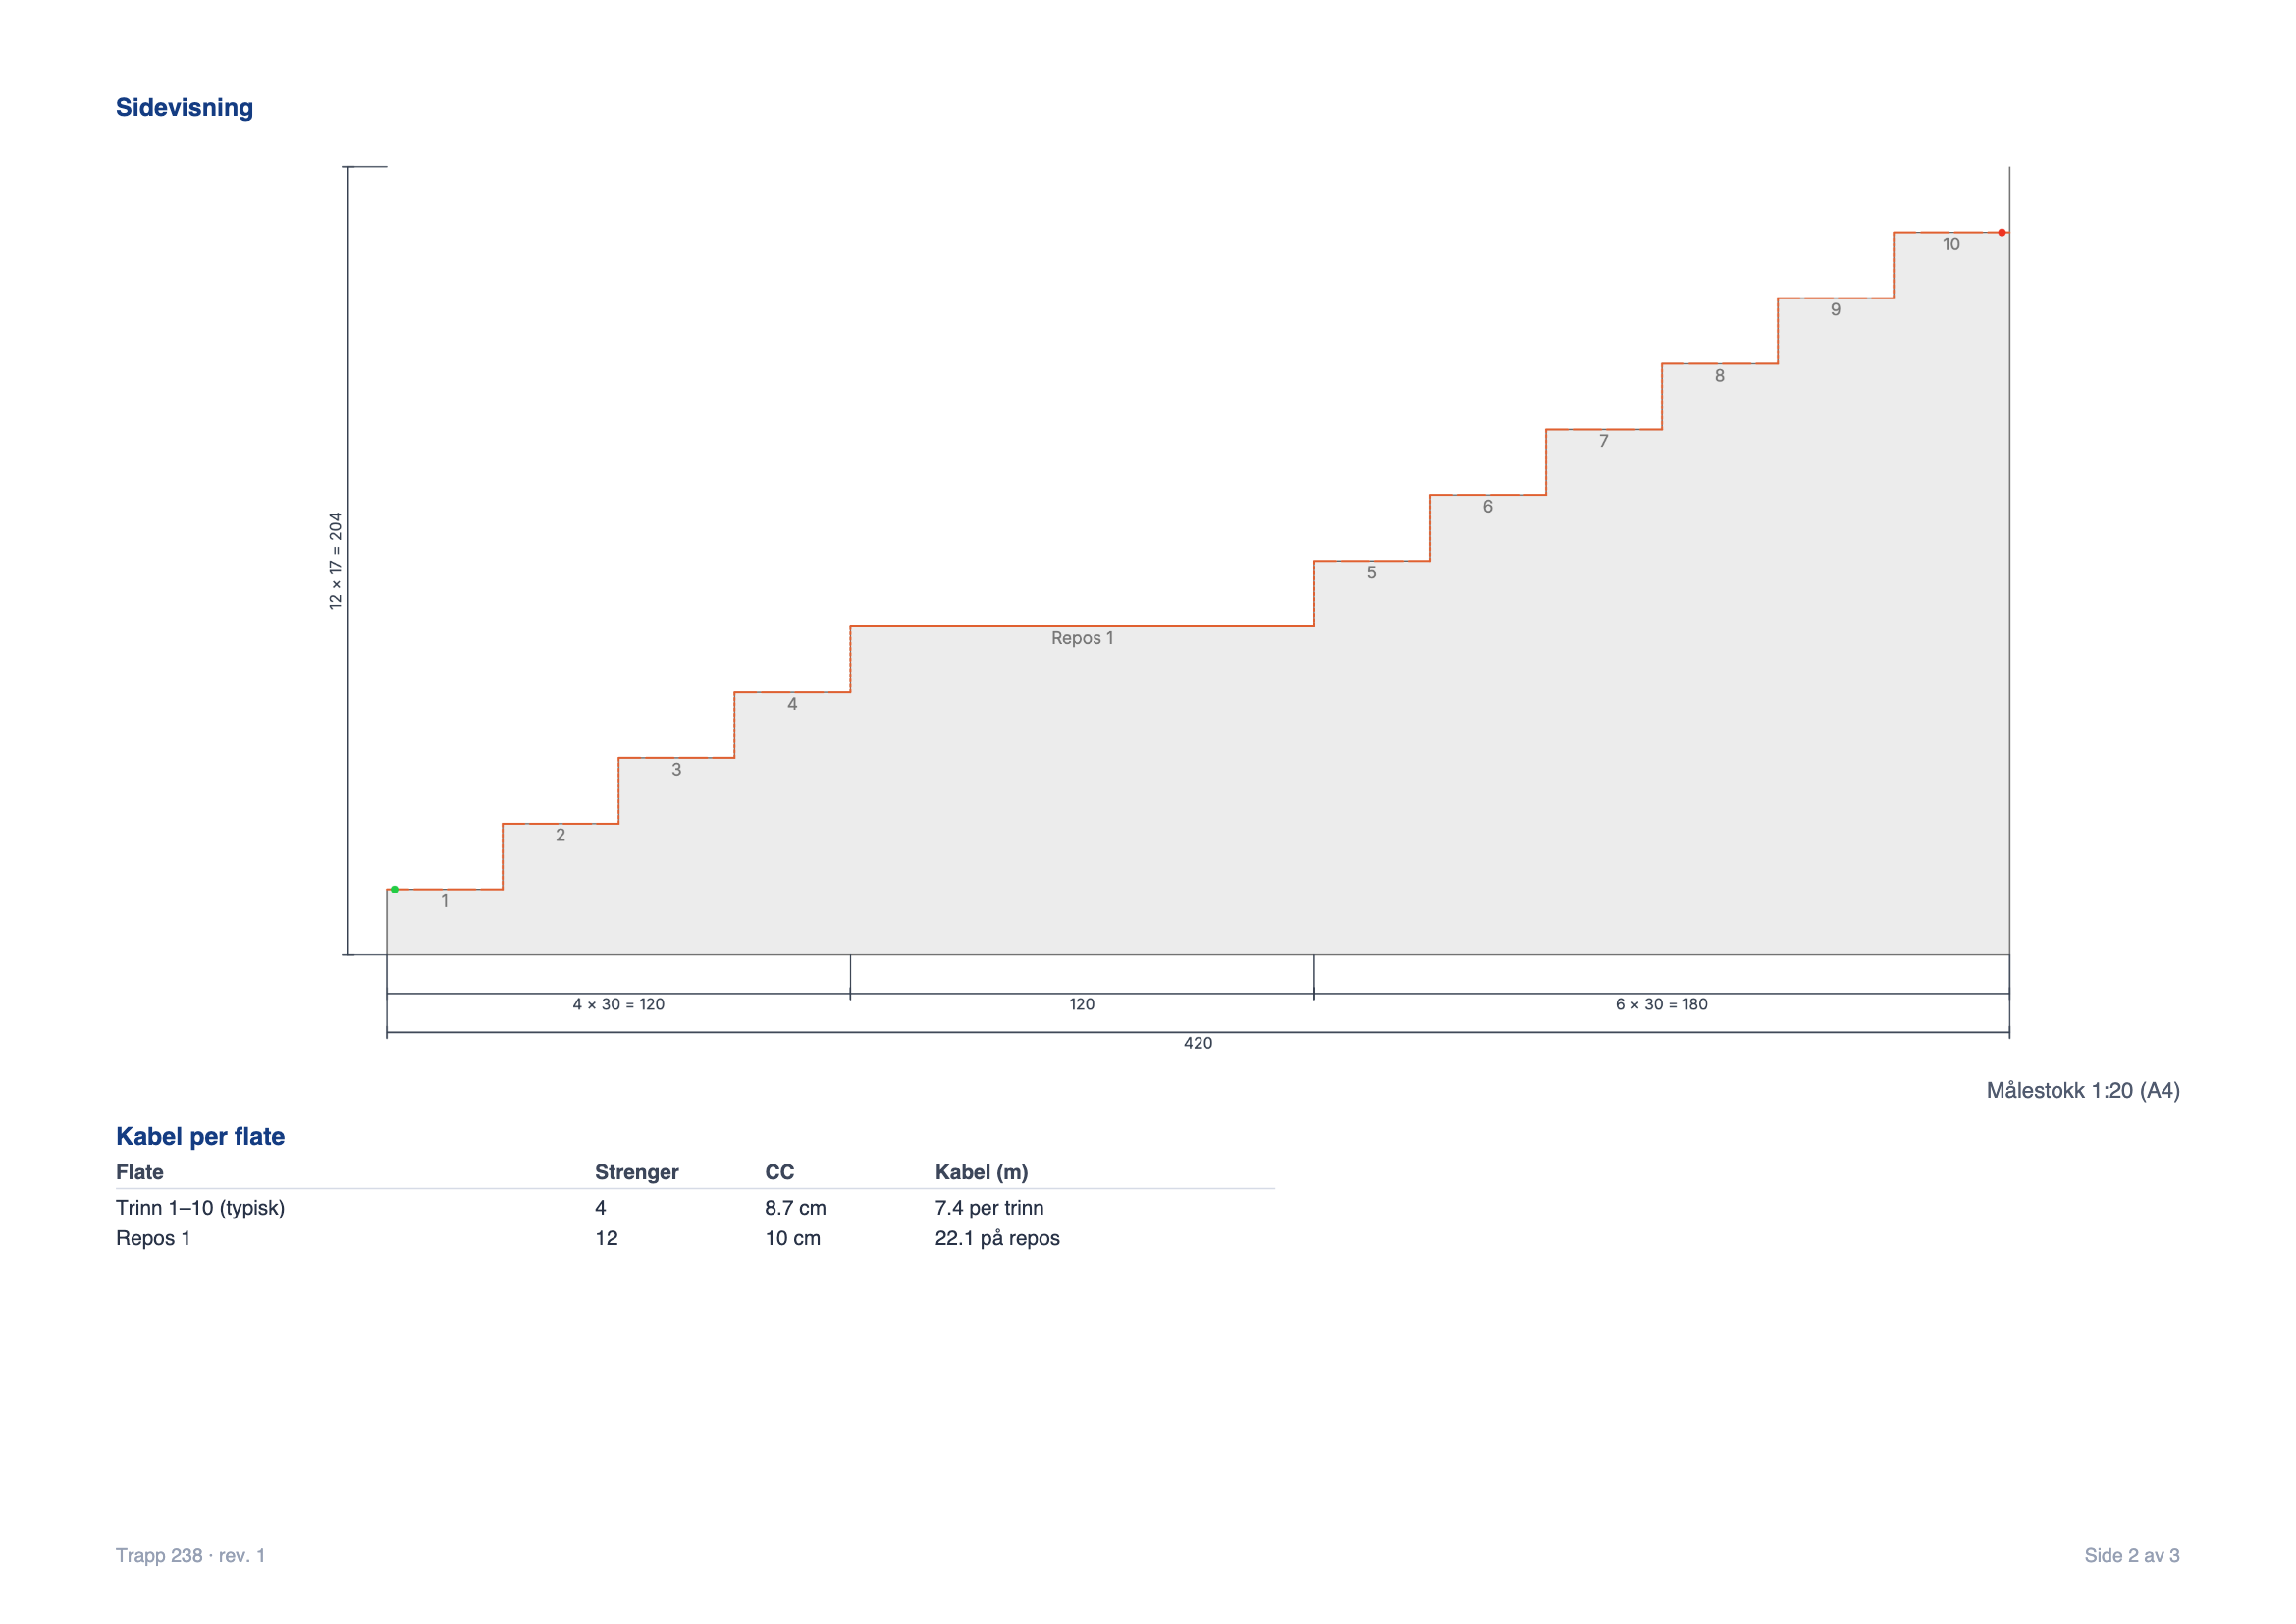 Sidevisning
10
9
8
7
12 × 17 = 204
6
5
Repos 1
4
3
2
1
4 × 30 = 120 120 6 × 30 = 180
420
Målestokk 1:20 (A4)
Kabel per flate
Flate Strenger CC Kabel (m)
Trinn 1–10 (typisk) 4 8.7 cm 7.4 per trinn
Repos 1 12 10 cm 22.1 på repos
Trapp 238 · rev. 1 Side 2 av 3